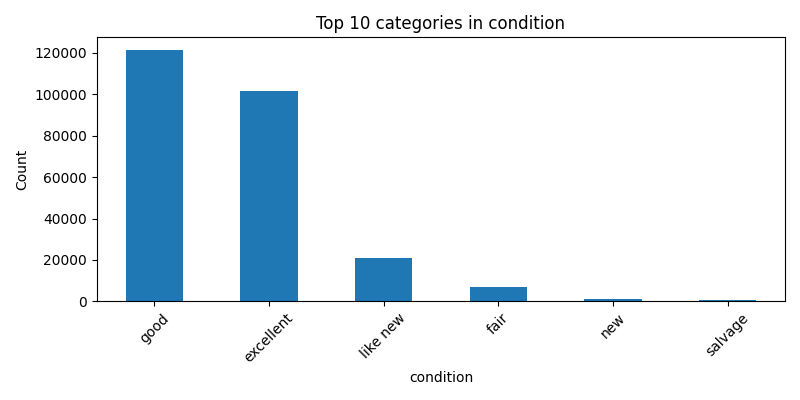 Top 10 categories in condition
Count
120000
100000
80000
60000
40000
20000
0
good
excellent
like new
fair
new
salvage
condition